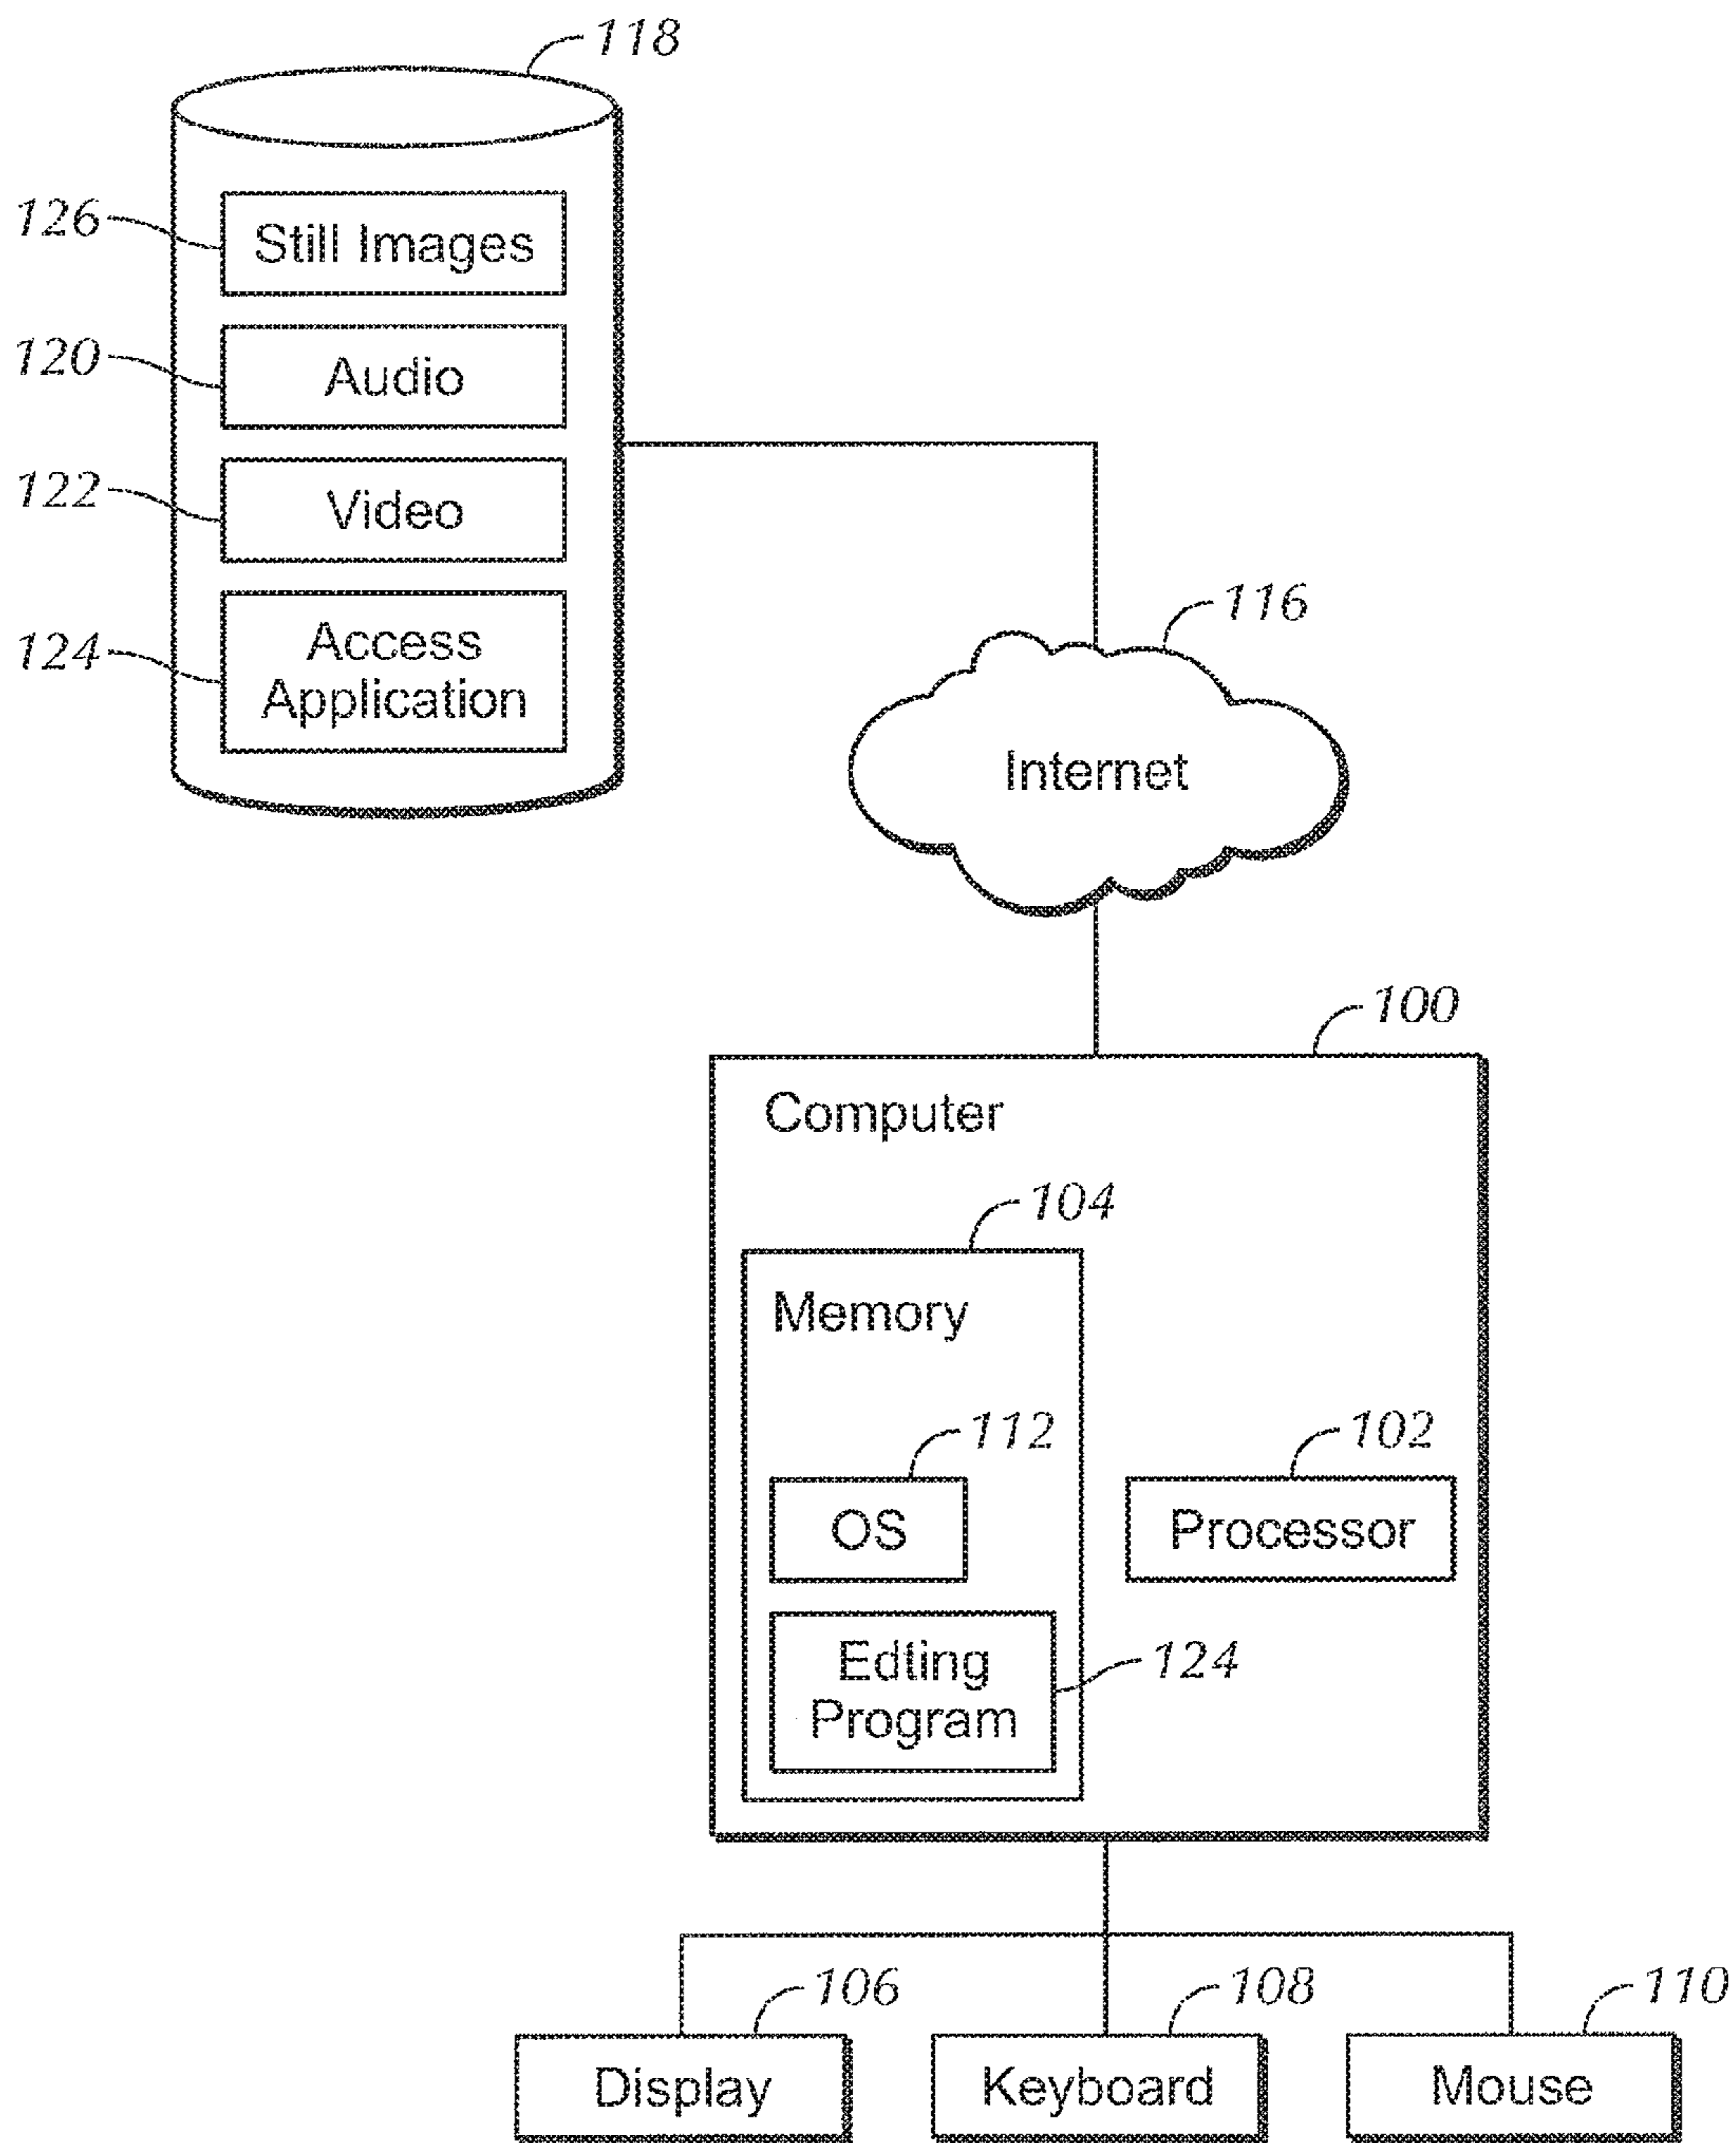 118
126
Still Images
120
Audio
122
Video
124
Access
Application
116
Internet
100
Computer
104
Memory
112
OS
102
Processor
Edting
Program
124
106
Display
108
Keyboard
110
Mouse